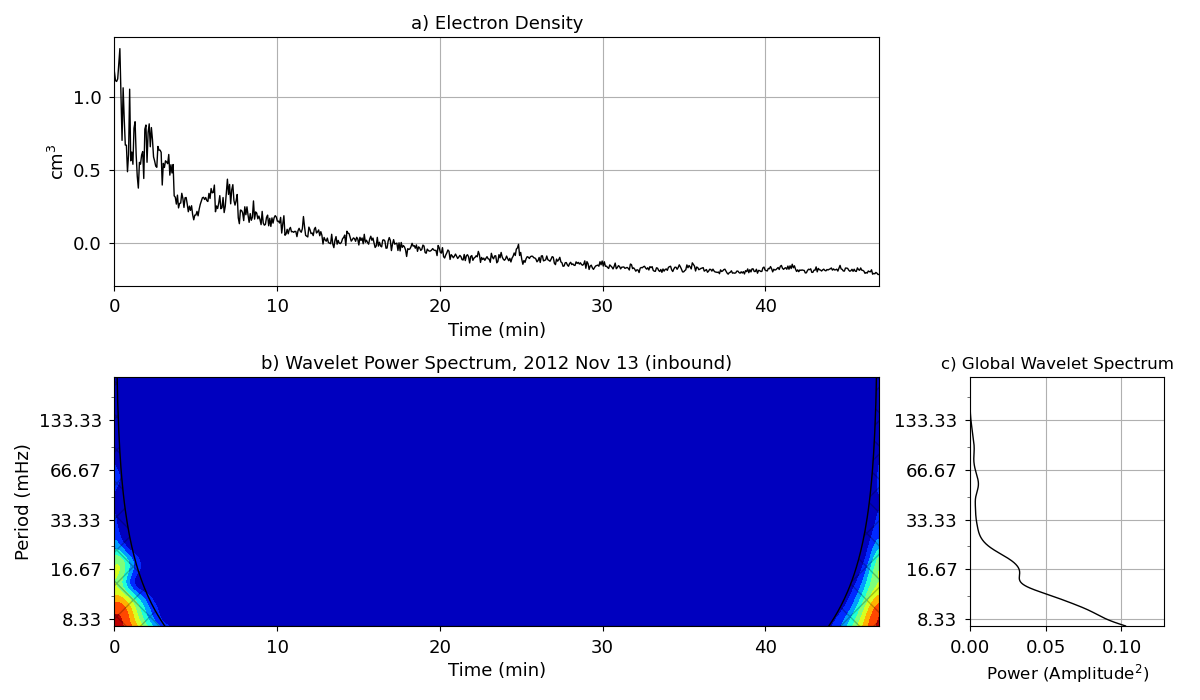 a) Electron Density
cm³
1.0
0.5
0.0
0 10 20 30 40
Time (min)
b) Wavelet Power Spectrum, 2012 Nov 13 (inbound)
Period (mHz)
133.33
66.67
33.33
16.67
8.33
0 10 20 30 40
Time (min)
c) Global Wavelet Spectrum
133.33
66.67
33.33
16.67
8.33
0.00 0.05 0.10
Power (Amplitude²)